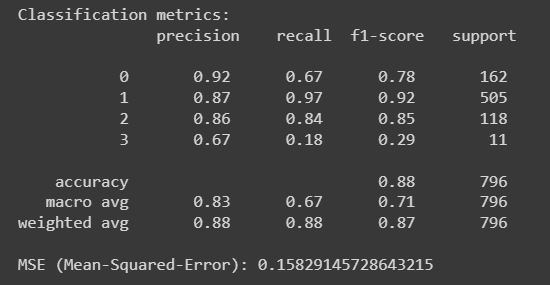 Classification metrics:
precision recall f1-score support
0 0.92 0.67 0.78 162
1 0.87 0.97 0.92 505
2 0.86 0.84 0.85 118
3 0.67 0.18 0.29 11
accuracy 0.88 796
macro avg 0.83 0.67 0.71 796
weighted avg 0.88 0.88 0.87 796
MSE (Mean-Squared-Error): 0.15829145728643215